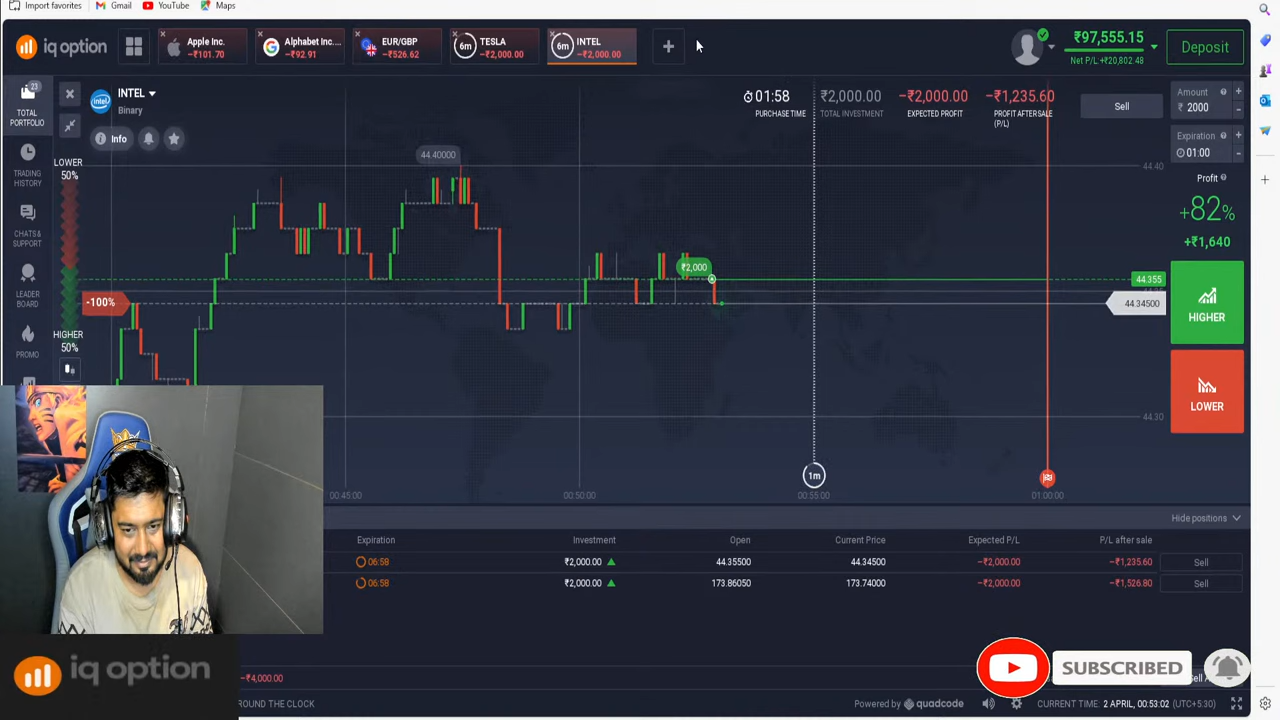 Import favorites
Gmail
YouTube
Maps
iq option
Apple Inc.
−₹101.70
Alphabet Inc....
−₹92.91
EUR/GBP
−₹526.62
6m
TESLA
−₹2,000.00
6m
INTEL
−₹2,000.00
₹97,555.15
Net P/L: +₹20,802.48
Deposit
23
TOTAL
PORTFOLIO
TRADING
HISTORY
CHATS &
SUPPORT
LEADER
BOARD
PROMO
INTEL
Binary
Info
LOWER
50%
-100%
HIGHER
50%
01:58
PURCHASE TIME
₹2,000.00
TOTAL INVESTMENT
−₹2,000.00
EXPECTED PROFIT
−₹1,235.60
PROFIT AFTER SALE
(P/L)
Sell
Amount
₹ 2000
Expiration
01:00
Profit
+82%
+₹1,640
HIGHER
LOWER
44.40000
44.40
₹2,000
44.355
44.34500
44.30
1m
00:45:00
00:50:00
00:55:00
01:00:00
Hide positions
Expiration Investment Open Current Price Expected P/L P/L after sale
06:58 ₹2,000.00 44.35500 44.34500 −₹2,000.00 −₹1,235.60 Sell
06:58 ₹2,000.00 173.86050 173.74000 −₹2,000.00 −₹1,526.80 Sell
iq option
−₹4,000.00
SUBSCRIBED
OUND THE CLOCK
Powered by quadcode
CURRENT TIME: 2 APRIL, 00:53:02 (UTC+5:30)